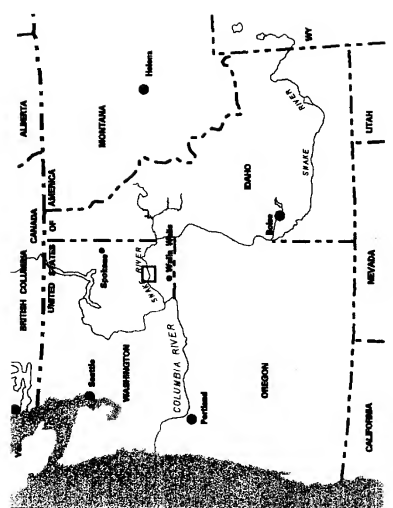 BRITISH COLUMBIA
ALBERTA
CANADA
UNITED STATES OF AMERICA
Seattle
Spokane
WASHINGTON
MONTANA
Helena
SNAKE RIVER
Walla Walla
COLUMBIA RIVER
Portland
OREGON
IDAHO
Boise
SNAKE RIVER
WY
CALIFORNIA
NEVADA
UTAH